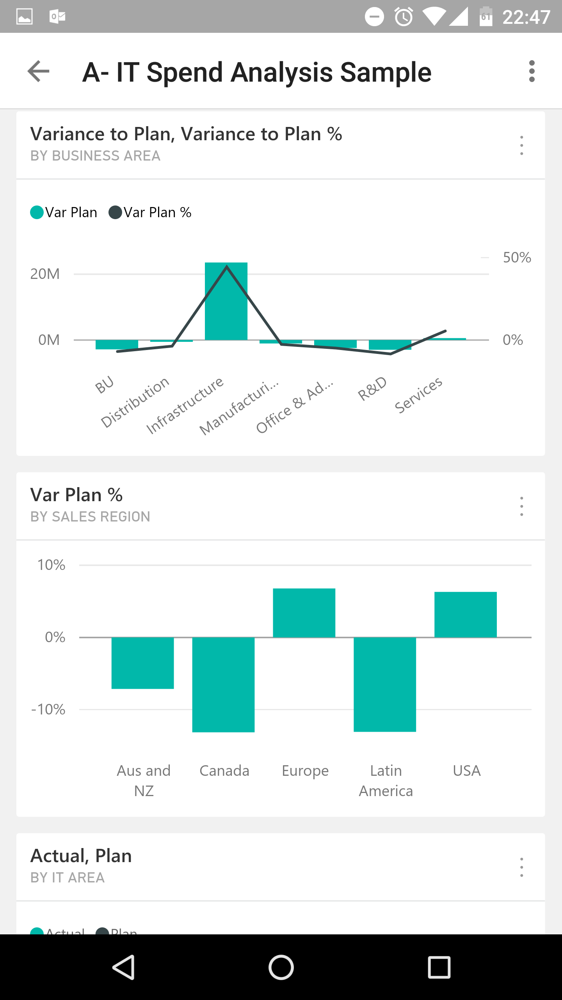 61 22:47
A- IT Spend Analysis Sample
Variance to Plan, Variance to Plan %
BY BUSINESS AREA
Var Plan Var Plan %
50%
20M
0M 0%
BU
Distribution
Infrastructure
Manufacturi...
Office & Ad...
R&D
Services
Var Plan %
BY SALES REGION
10%
0%
-10%
Aus and NZ
Canada
Europe
Latin America
USA
Actual, Plan
BY IT AREA
Actual Plan